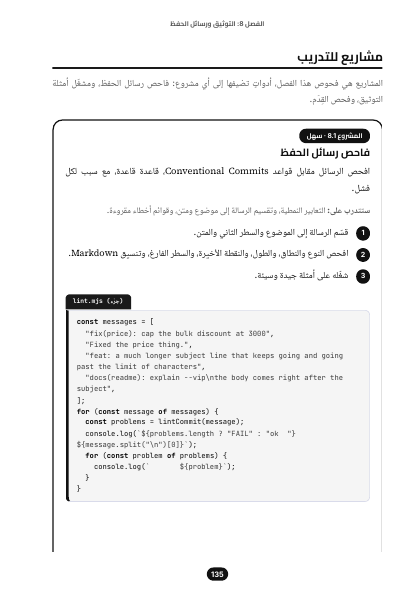 الفصل 8: التوثيق ورسائل الحفظ
مشاريع للتدريب
المشاريع هي فحوص هذا الفصل، أدواتٍ تضيفها إلى أي مشروع: فاحص رسائل الحفظ، ومشغّل أمثلة
التوثيق، وفحص القِدَم.
المشروع 8.1 · سهل
فاحص رسائل الحفظ
افحص الرسائل مقابل قواعد Conventional Commits، قاعدة قاعدة، مع سبب لكل
فشل.
ستتدرب على: التعابير النمطية، وتقسيم الرسالة إلى موضوع ومتن، وقوائم أخطاء مقروءة.
1 قسّم الرسالة إلى الموضوع والسطر الثاني والمتن.
2 افحص النوع والنطاق، والطول، والنقطة الأخيرة، والسطر الفارغ، وتنسيق Markdown.
3 شغّله على أمثلة جيدة وسيئة.
lint.mjs (جزء)
const messages = [
"fix(price): cap the bulk discount at 3000",
"Fixed the price thing.",
"feat: a much longer subject line that keeps going and going
past the limit of characters",
"docs(readme): explain --vip\nthe body comes right after the
subject",
];
for (const message of messages) {
const problems = lintCommit(message);
console.log(`${problems.length ? "FAIL" : "ok  "}
${message.split("\n")[0]}`);
for (const problem of problems) {
console.log(`       ${problem}`);
}
}
135